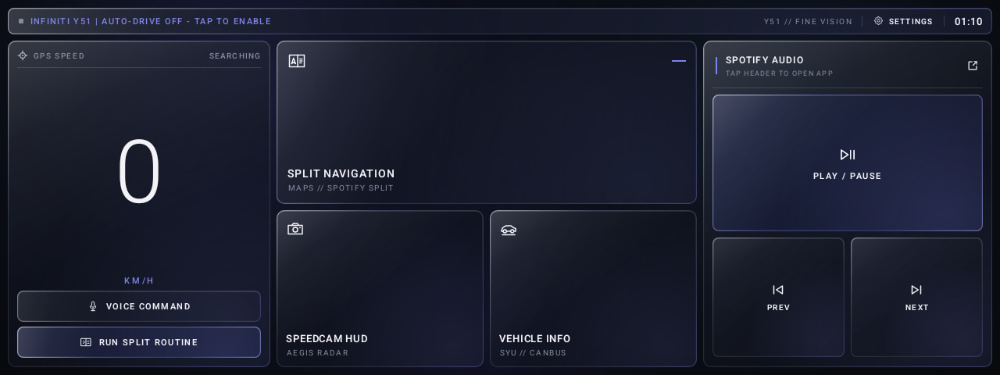 INFINITI Y51 | AUTO-DRIVE OFF - TAP TO ENABLE
Y51 // FINE VISION
SETTINGS
01:10
GPS SPEED
SEARCHING
0
KM/H
VOICE COMMAND
RUN SPLIT ROUTINE
SPLIT NAVIGATION
MAPS // SPOTIFY SPLIT
SPEEDCAM HUD
AEGIS RADAR
VEHICLE INFO
SYU // CANBUS
SPOTIFY AUDIO
TAP HEADER TO OPEN APP
PLAY / PAUSE
PREV
NEXT